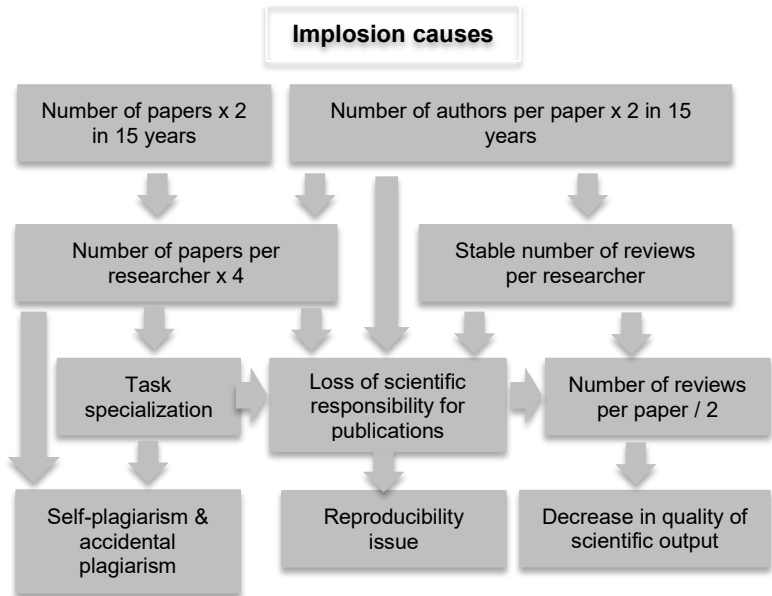 Implosion causes
Number of papers x 2
in 15 years
Number of authors per paper x 2 in 15
years
Number of papers per
researcher x 4
Stable number of reviews
per researcher
Task
specialization
Loss of scientific
responsibility for
publications
Number of reviews
per paper / 2
Self-plagiarism &
accidental
plagiarism
Reproducibility
issue
Decrease in quality of
scientific output